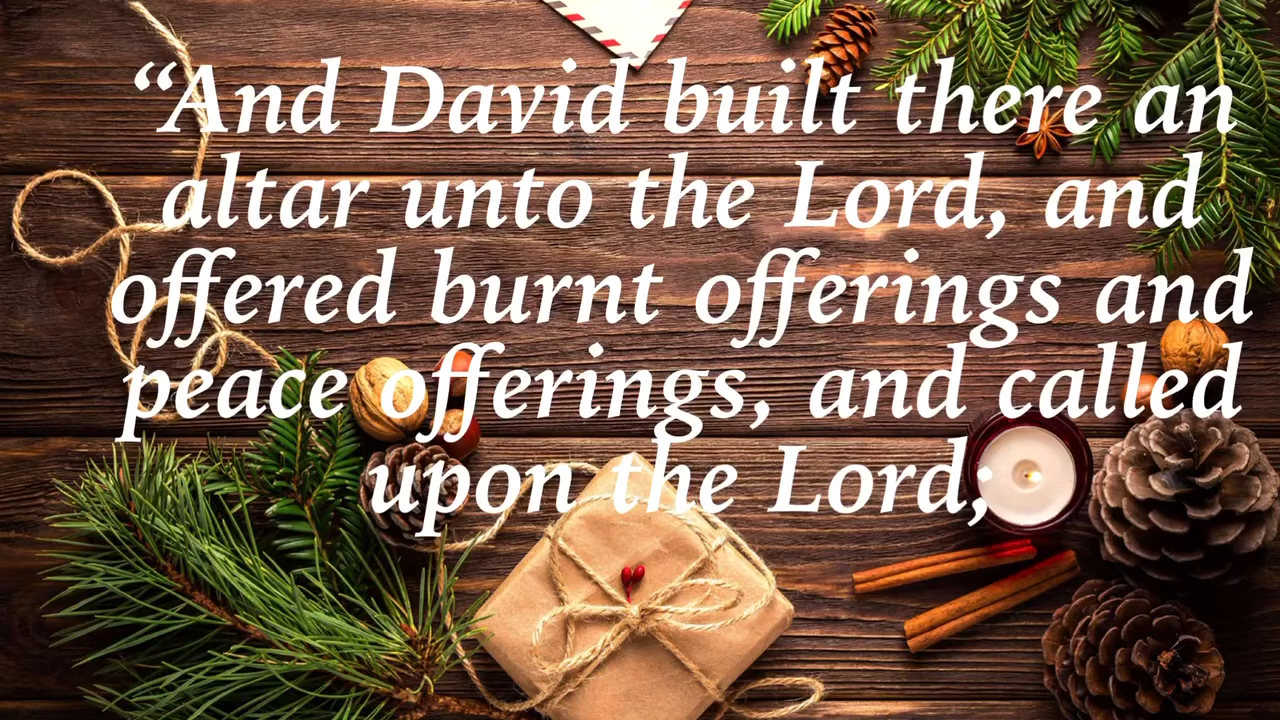 “And David built there an
altar unto the Lord, and
offered burnt offerings and
peace offerings, and called
upon the Lord;